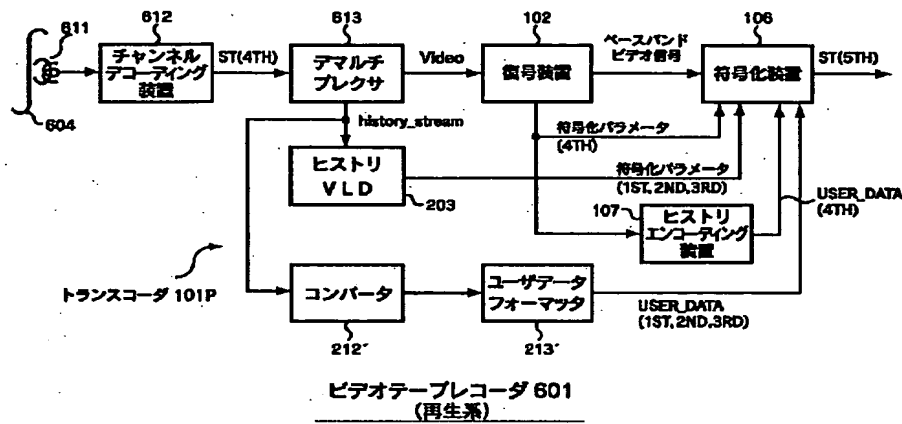 611
612
613
102
106
チャンネル
デコーディング
装置
ST(4TH)
デマルチ
プレクサ
Video
復号装置
ベースバンド
ビデオ信号
符号化装置
ST(5TH)
604
history_stream
符号化パラメータ
(4TH)
ヒストリ
VLD
203
符号化パラメータ
(1ST, 2ND, 3RD)
USER_DATA
(4TH)
107
ヒストリ
エンコーディング
装置
トランスコーダ 101P
コンバータ
212'
ユーザデータ
フォーマッタ
213'
USER_DATA
(1ST, 2ND, 3RD)
ビデオテープレコーダ 601
(再生系)